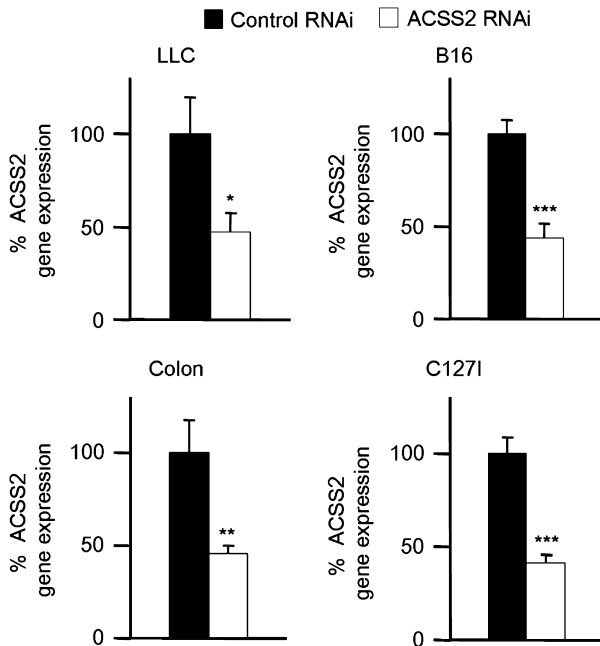 Control RNAi
ACSS2 RNAi
LLC
% ACSS2
gene expression
100
50
0
*
B16
% ACSS2
gene expression
100
50
0
***
Colon
% ACSS2
gene expression
100
50
0
**
C127I
% ACSS2
gene expression
100
50
0
***